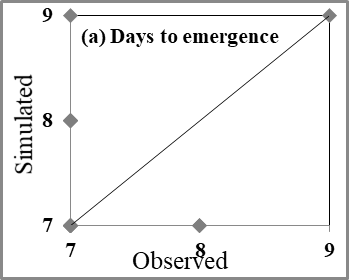 9
(a) Days to emergence
Simulated
8
7
7 8 9
Observed